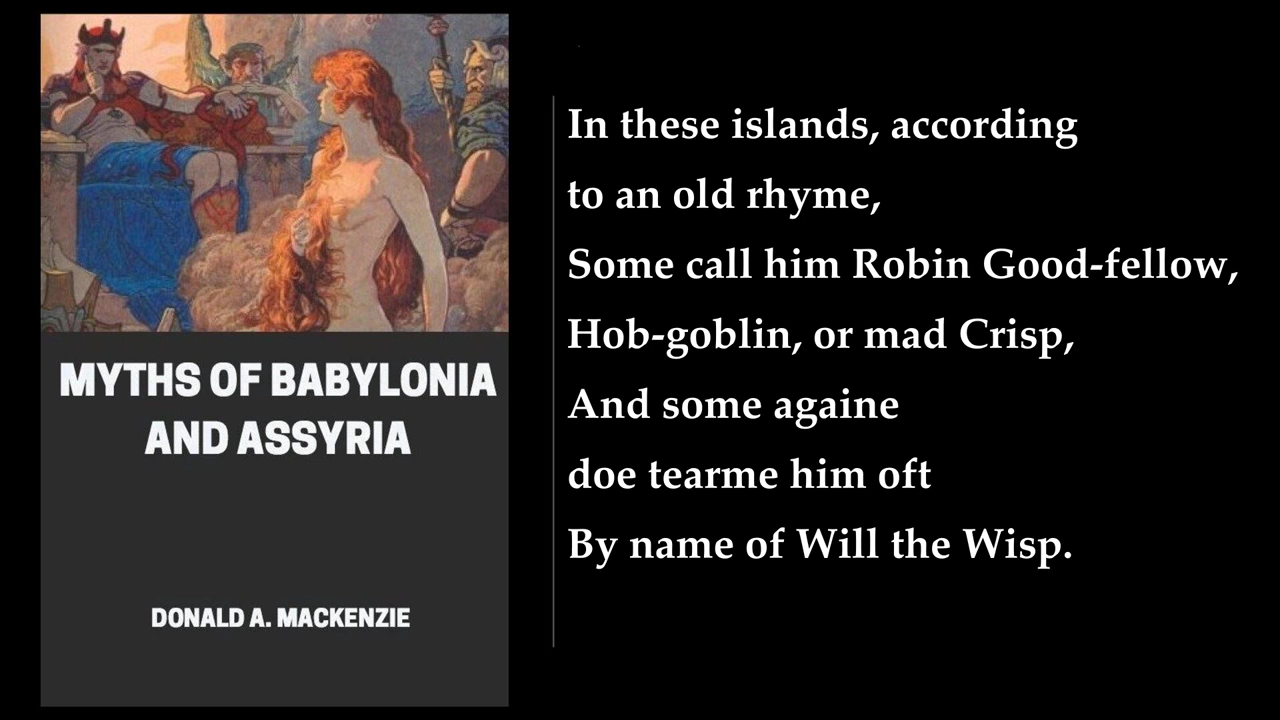 MYTHS OF BABYLONIA
AND ASSYRIA
DONALD A. MACKENZIE
In these islands, according
to an old rhyme,
Some call him Robin Good-fellow,
Hob-goblin, or mad Crisp,
And some againe
doe tearme him oft
By name of Will the Wisp.